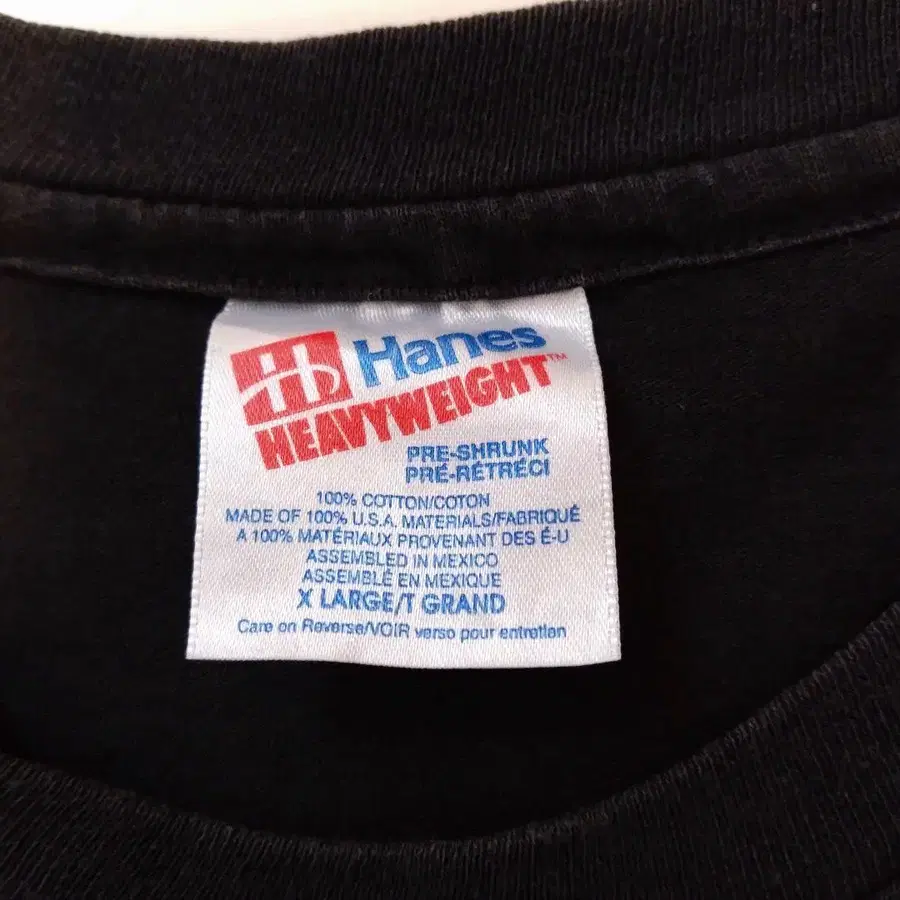 Hanes
HEAVYWEIGHT™
PRE-SHRUNK
PRÉ-RÉTRÉCI
100% COTTON/COTON
MADE OF 100% U.S.A. MATERIALS/FABRIQUÉ
A 100% MATÉRIAUX PROVENANT DES É-U
ASSEMBLED IN MEXICO
ASSEMBLÉ EN MEXIQUE
X LARGE/T GRAND
Care on Reverse/VOIR verso pour entretien